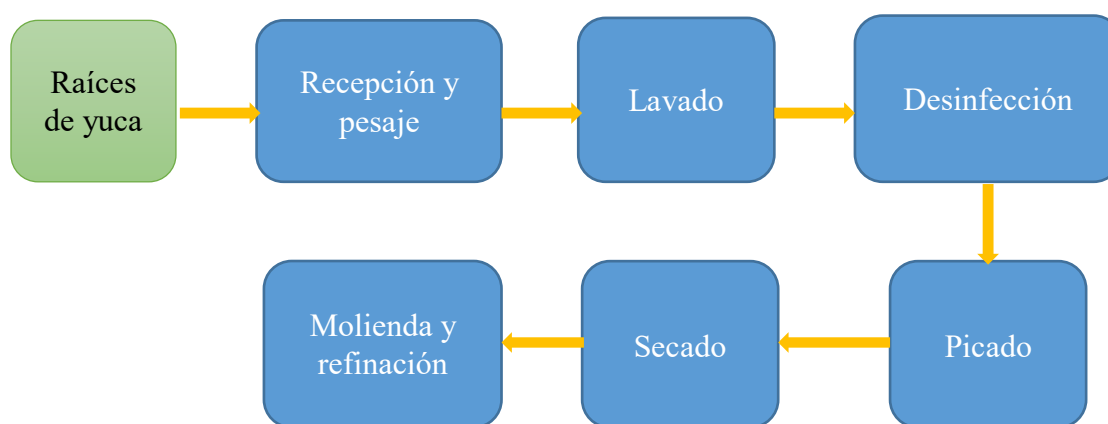 Raíces
de yuca
Recepción y
pesaje
Lavado
Desinfección
Picado
Secado
Molienda y
refinación